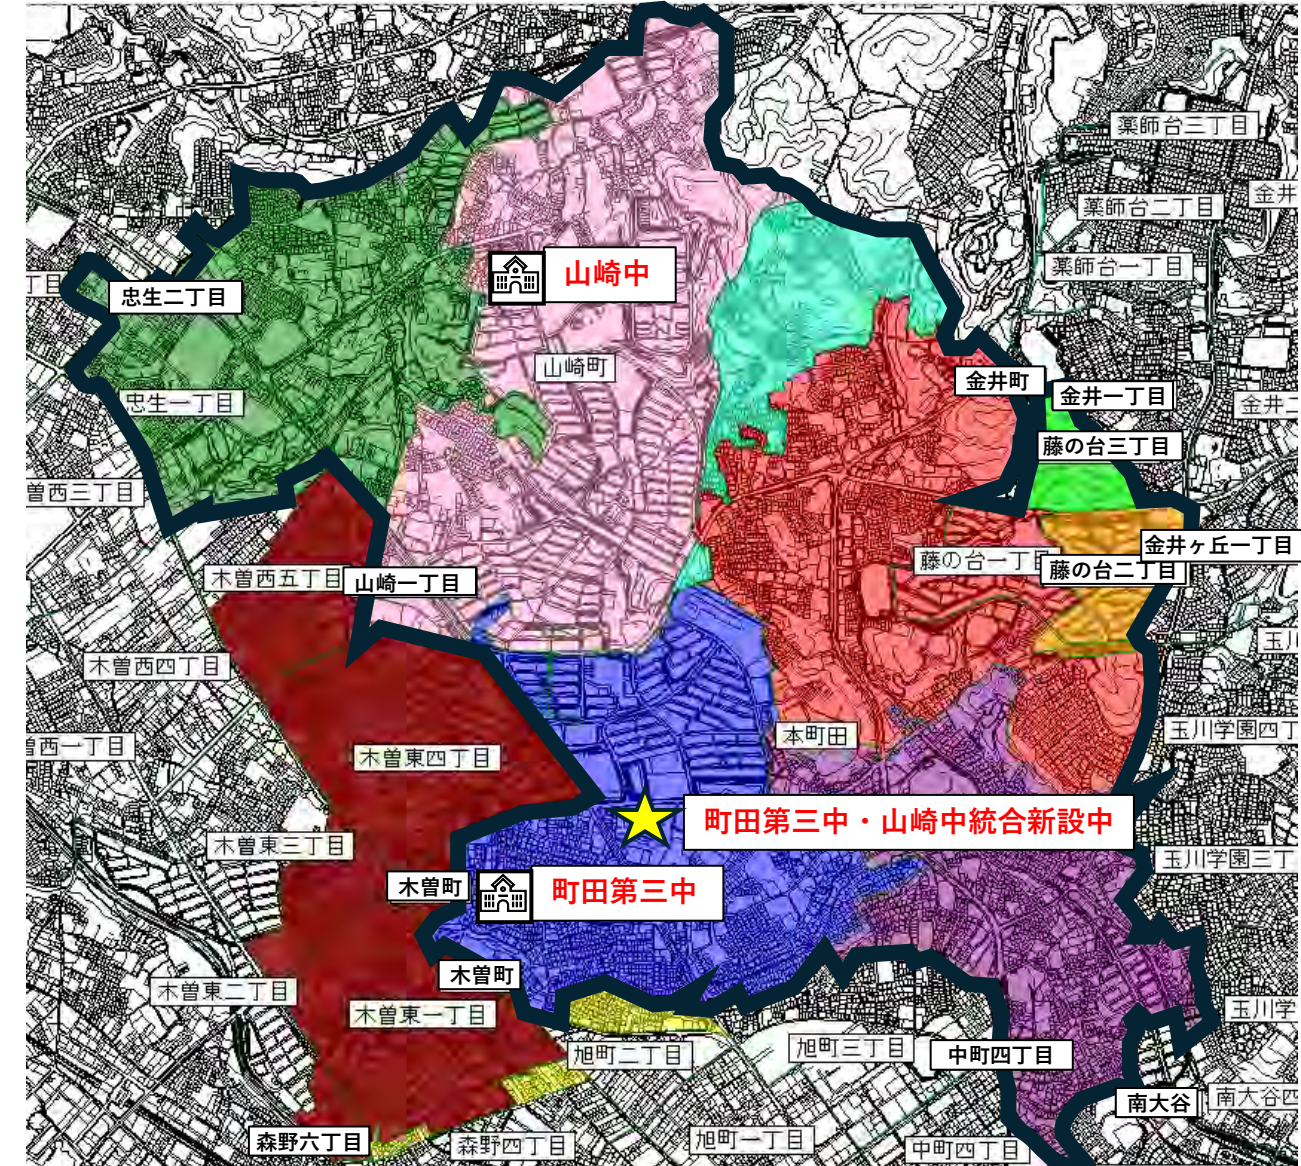 薬師台三丁目
薬師台二丁目
金井
薬師台一丁目
山崎中
丁目
忠生二丁目
山崎町
金井町
金井一丁目
忠生一丁目
金井二
藤の台三丁目
曽西三丁目
金井ヶ丘一丁目
藤の台一丁目
藤の台二丁目
木曽西五丁目
山崎一丁目
玉川
木曽西四丁目
玉川学園四丁
本町田
曽西一丁目
木曽東四丁目
町田第三中・山崎中統合新設中
木曽東三丁目
玉川学園三丁
木曽町
町田第三中
木曽町
木曽東二丁目
玉川学
木曽東一丁目
旭町三丁目
中町四丁目
旭町二丁目
南大谷
南大谷四
森野六丁目
森野四丁目
旭町一丁目
中町四丁目